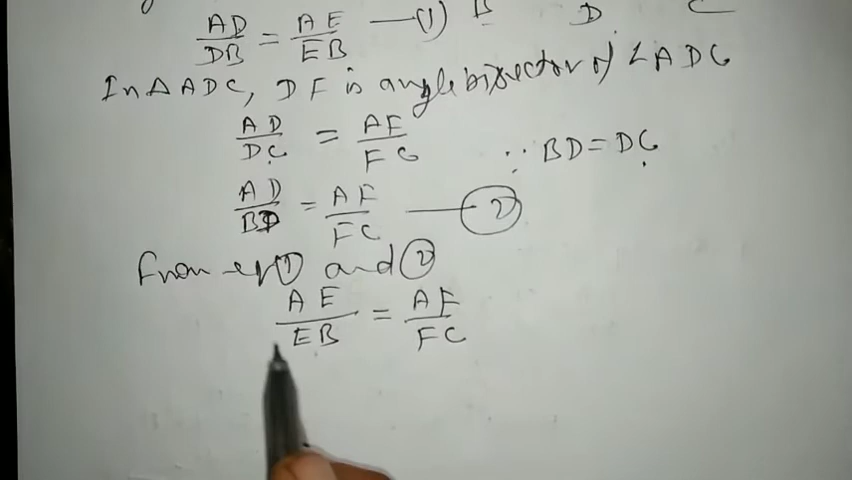 B D C
AD/DB = AE/EB —(1)
In △ADC, DF is angle bisector of ∠ADC
AD/DC = AF/FC ∵ BD = DC
AD/BD = AF/FC — (2)
From eq (1) and (2)
AE/EB = AF/FC